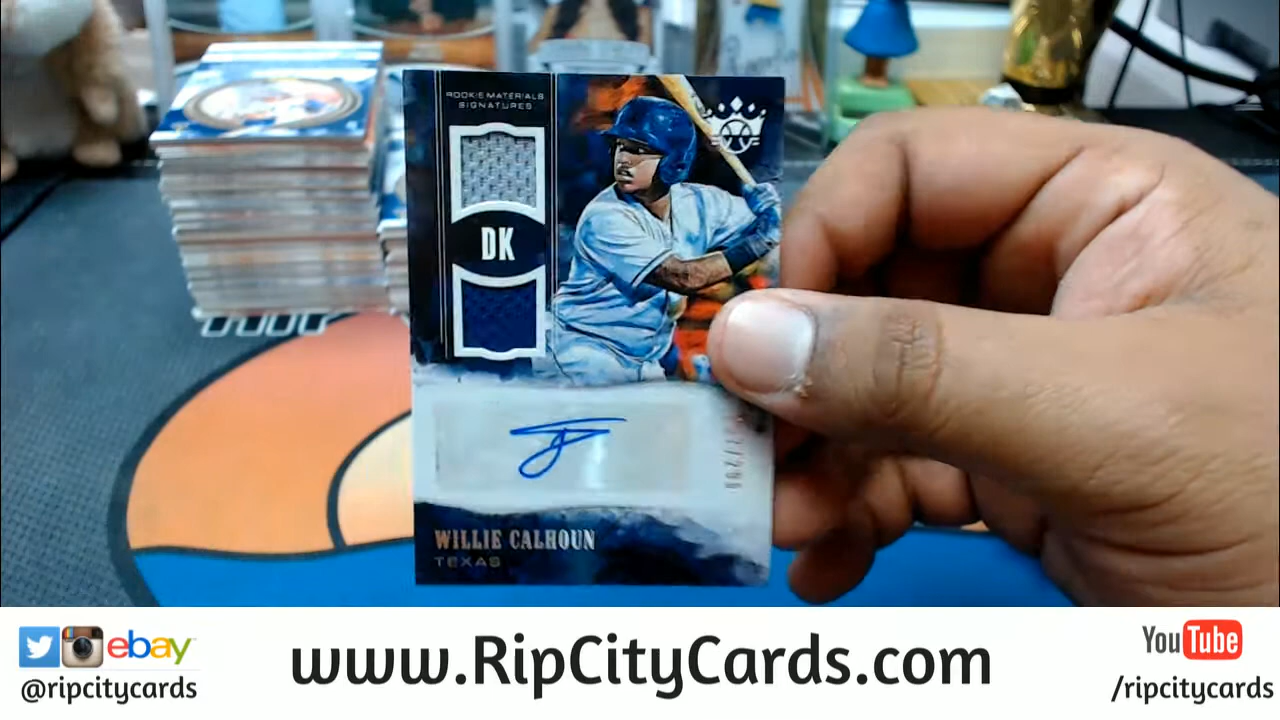 ROOKIE MATERIALS
SIGNATURES
DK
WILLIE CALHOUN
TEXAS
ebay
@ripcitycards
www.RipCityCards.com
YouTube
/ripcitycards